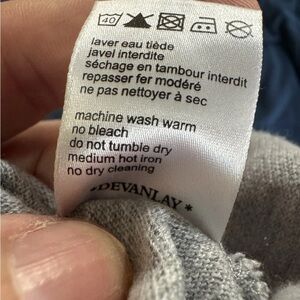 40
laver eau tiède
javel interdite
séchage en tambour interdit
repasser fer modéré
ne pas nettoyer à sec
machine wash warm
no bleach
do not tumble dry
medium hot iron
no dry cleaning
*DEVANLAY*